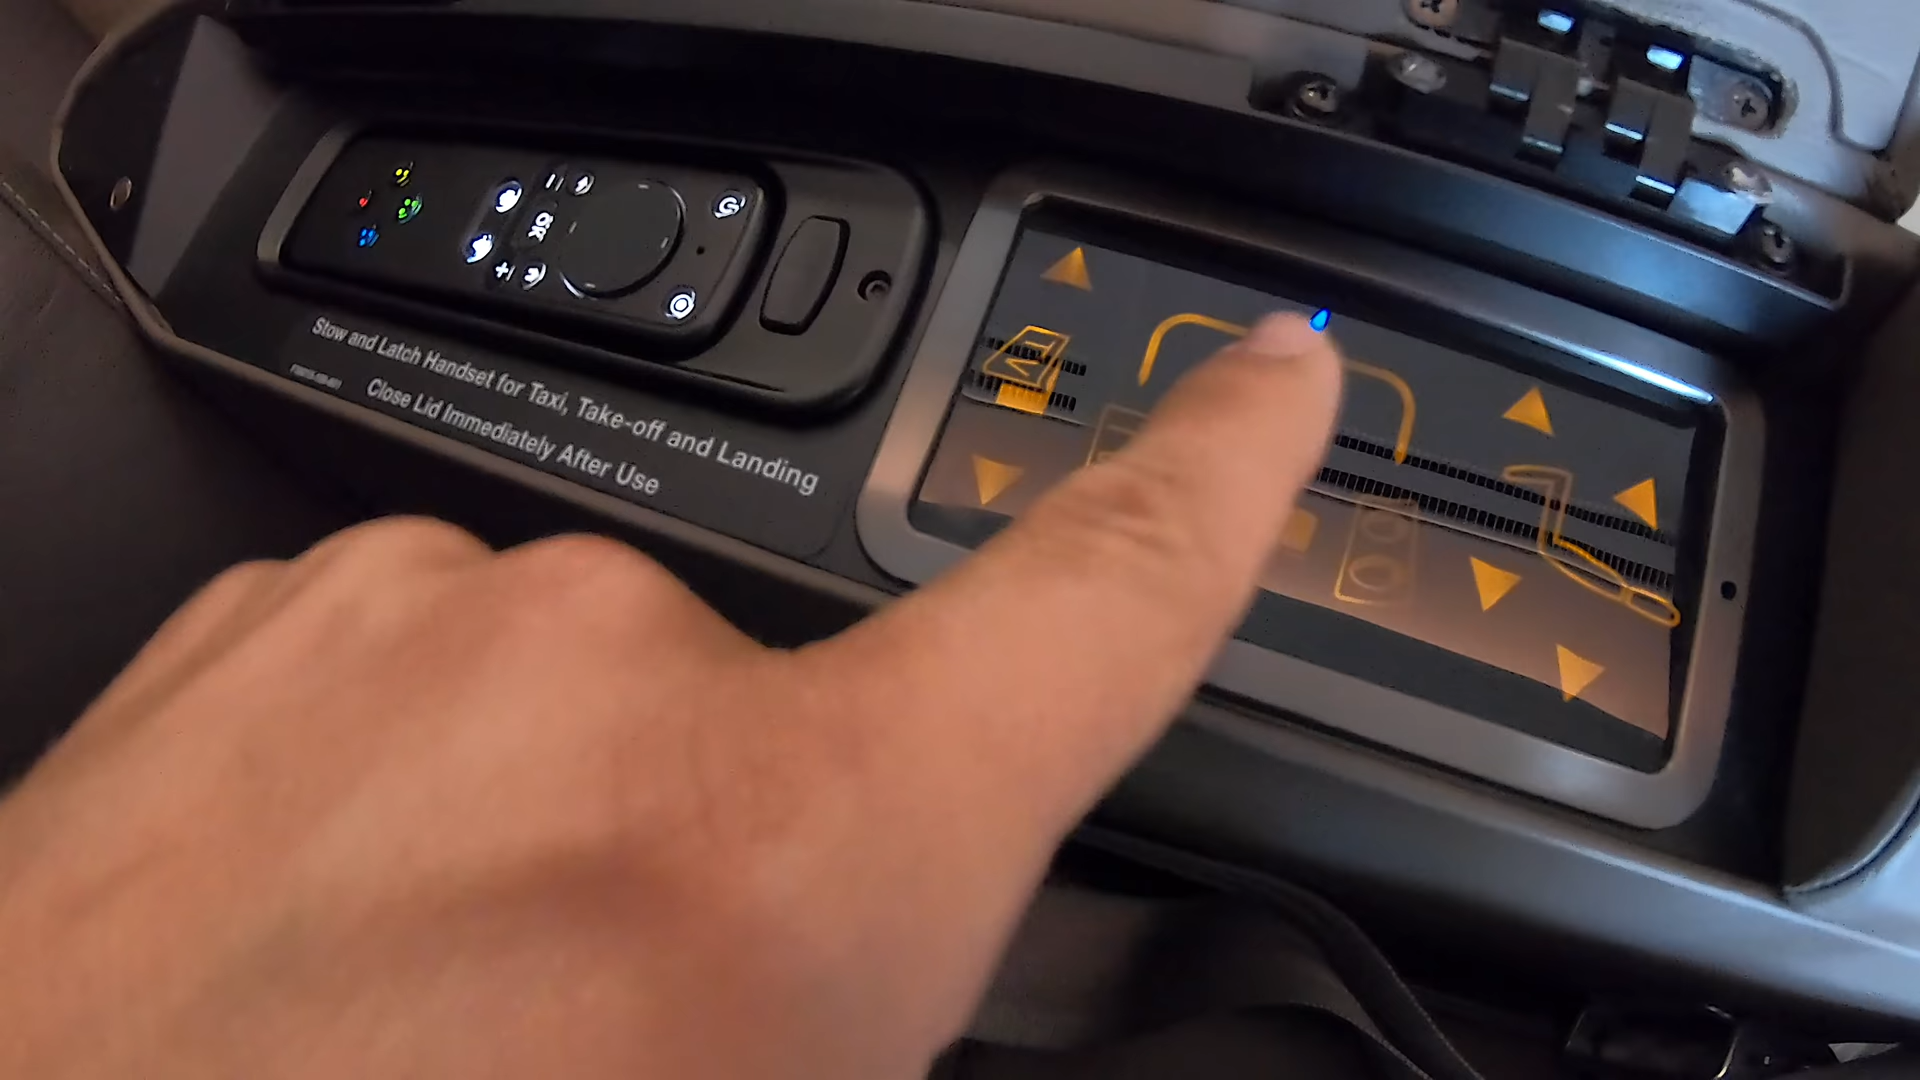 OK
Stow and Latch Handset for Taxi, Take-off and Landing
Close Lid Immediately After Use